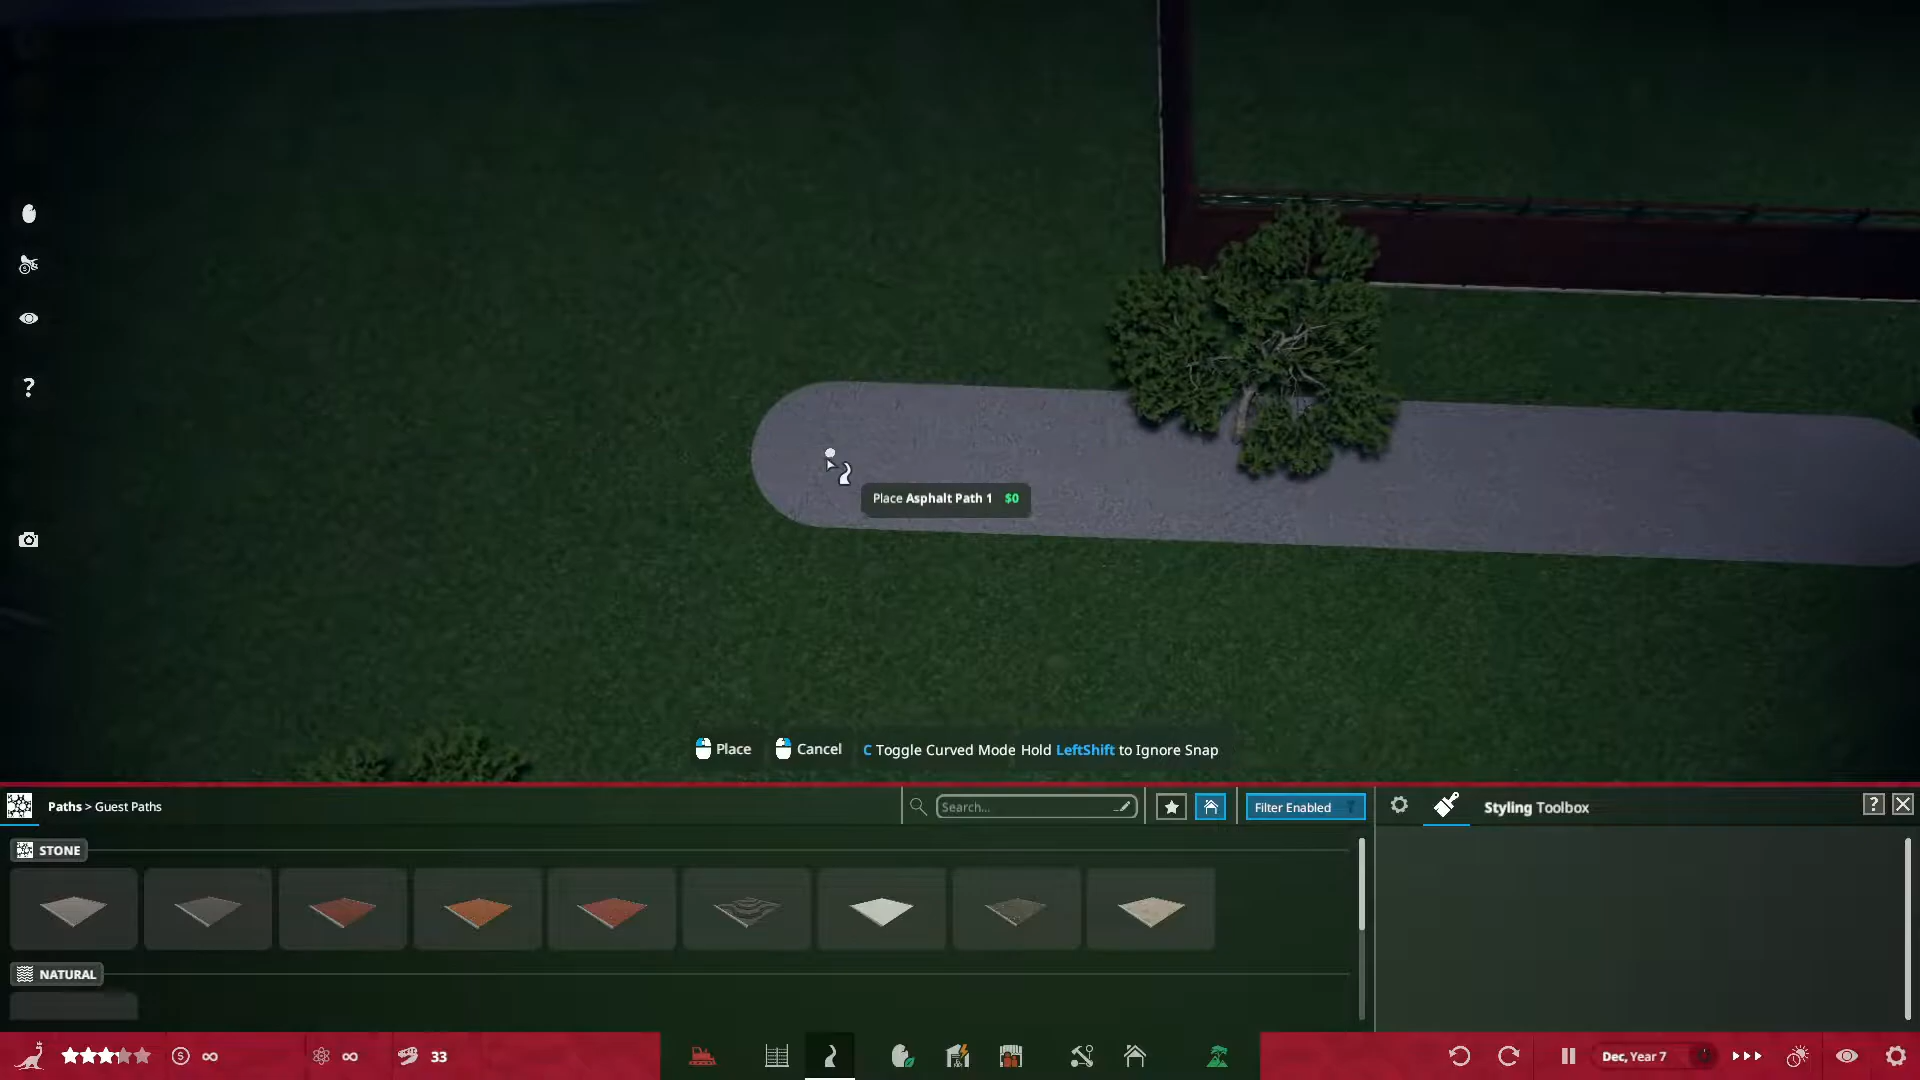 Place Asphalt Path 1 $0
Place Cancel C Toggle Curved Mode Hold LeftShift to Ignore Snap
Paths > Guest Paths
Search...
Filter Enabled
Styling Toolbox
STONE
NATURAL
33
Dec, Year 7